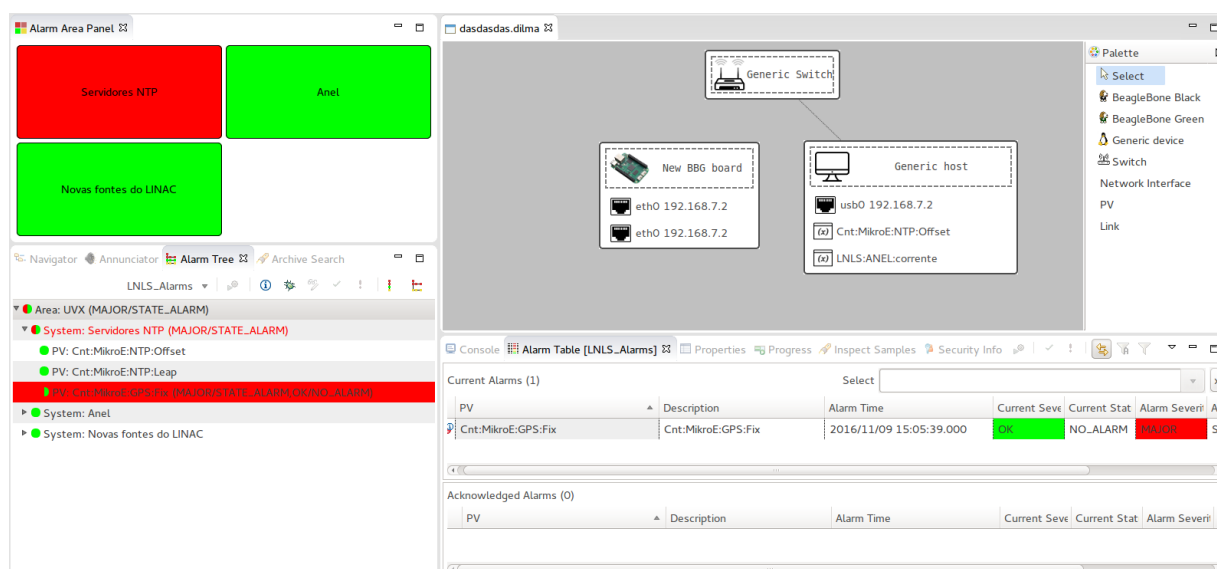 Alarm Area Panel
Servidores NTP
Anel
Novas fontes do LINAC
Navigator Annunciator Alarm Tree Archive Search
LNLS_Alarms
Area: UVX (MAJOR/STATE_ALARM)
System: Servidores NTP (MAJOR/STATE_ALARM)
PV: Cnt:MikroE:NTP:Offset
PV: Cnt:MikroE:NTP:Leap
PV: Cnt:MikroE:GPS:Fix (MAJOR/STATE_ALARM,OK/NO_ALARM)
System: Anel
System: Novas fontes do LINAC
dasdasdas.dilma
Generic Switch
New BBG board
eth0 192.168.7.2
eth0 192.168.7.2
Generic host
usb0 192.168.7.2
(x) Cnt:MikroE:NTP:Offset
(x) LNLS:ANEL:corrente
Palette
Select
BeagleBone Black
BeagleBone Green
Generic device
Switch
Network Interface
PV
Link
Console Alarm Table [LNLS_Alarms] Properties Progress Inspect Samples Security Info
Current Alarms (1) Select
PV Description Alarm Time Current Seve Current Stat Alarm Severit A
Cnt:MikroE:GPS:Fix Cnt:MikroE:GPS:Fix 2016/11/09 15:05:39.000 OK NO_ALARM MAJOR S
Acknowledged Alarms (0)
PV Description Alarm Time Current Seve Current Stat Alarm Severit